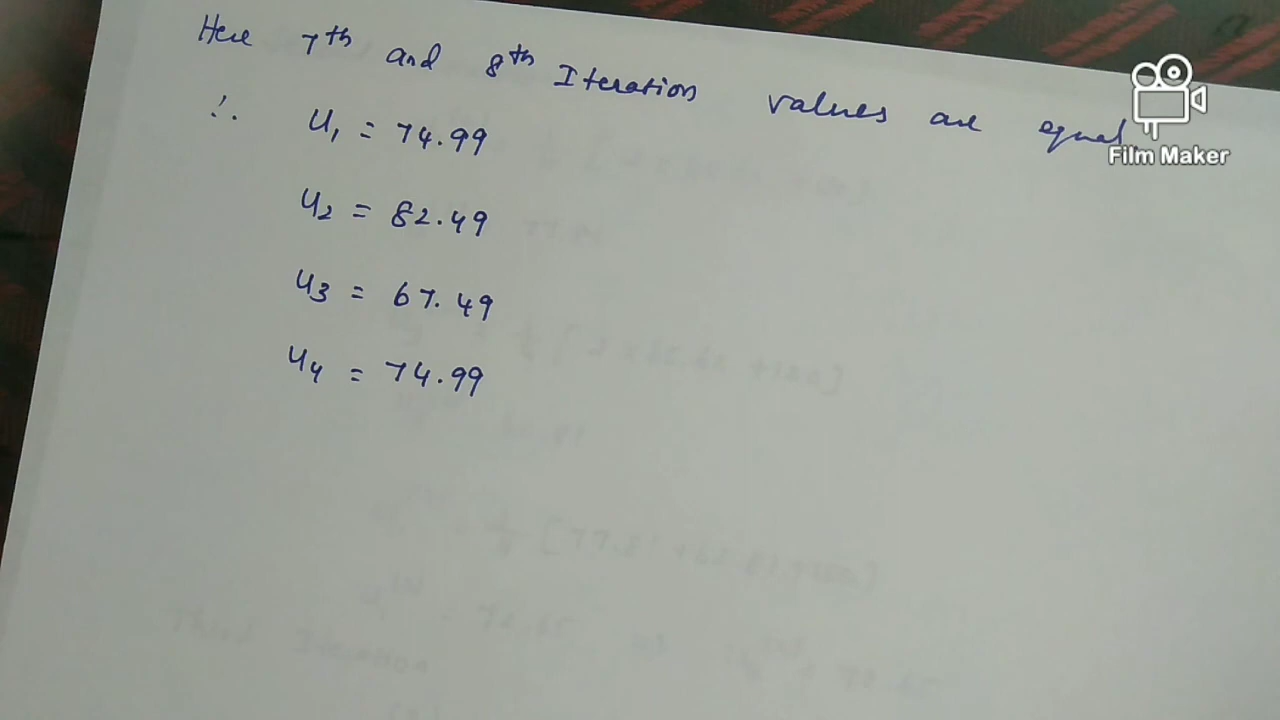 Here 7th and 8th Iteration values are equal
∴ u1 = 74.99
u2 = 82.49
u3 = 67.49
u4 = 74.99
Film Maker